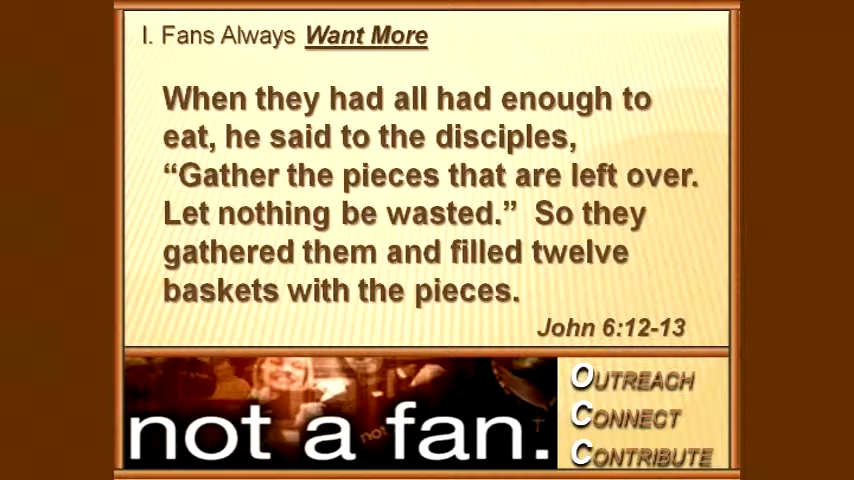 I. Fans Always Want More
When they had all had enough to
eat, he said to the disciples,
“Gather the pieces that are left over.
Let nothing be wasted.” So they
gathered them and filled twelve
baskets with the pieces.
John 6:12-13
not a fan.
not
OUTREACH
CONNECT
CONTRIBUTE